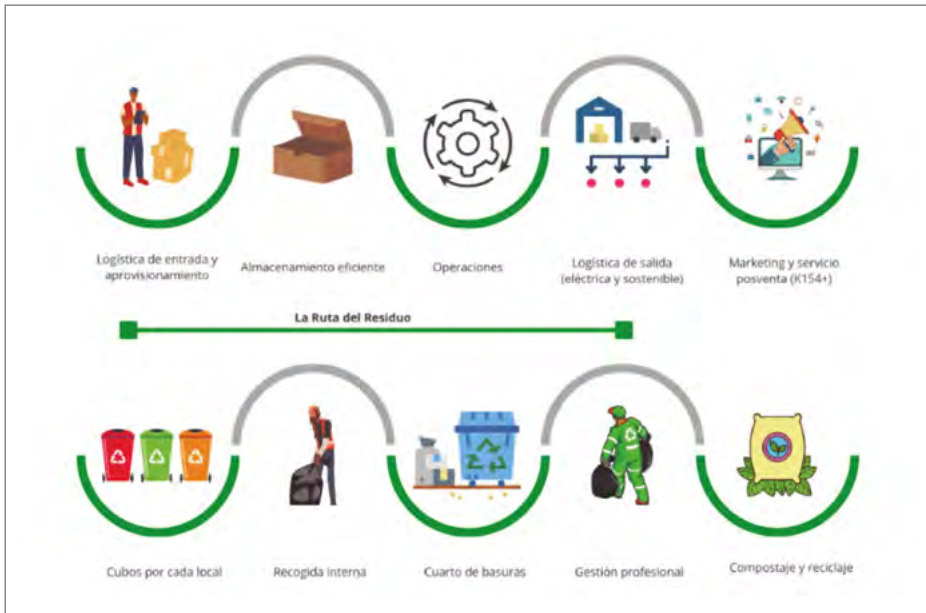 Logística de entrada y
aprovisionamiento
Almacenamiento eficiente
Operaciones
Logística de salida
(eléctrica y sostenible)
Marketing y servicio
posventa (K154+)
La Ruta del Residuo
Cubos por cada local
Recogida interna
Cuarto de basuras
Gestión profesional
Compostaje y reciclaje